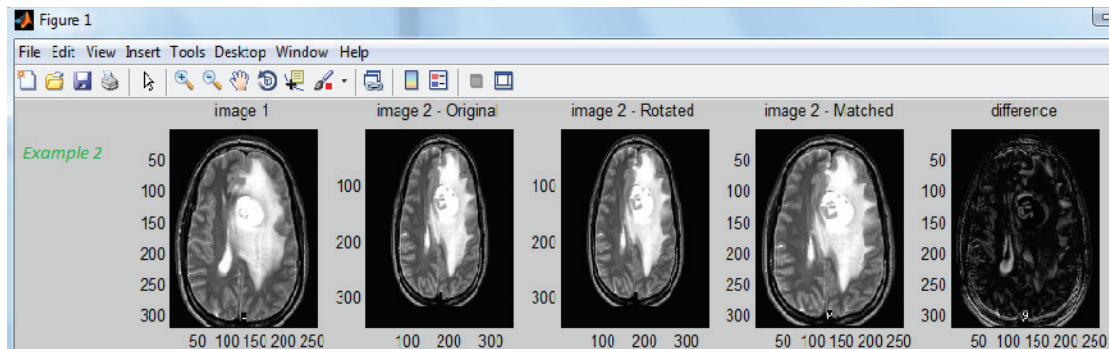 Figure 1
File Edit View Insert Tools Desktop Window Help
image 1
image 2 - Original
image 2 - Rotated
image 2 - Matched
difference
Example 2
50
100
150
200
250
300
50 100 150 200 250
100
200
300
100 200 300
100
200
300
100 200 300
50
100
150
200
250
300
50 100 150 200 250
50
100
150
200
250
300
50 100 150 200 250